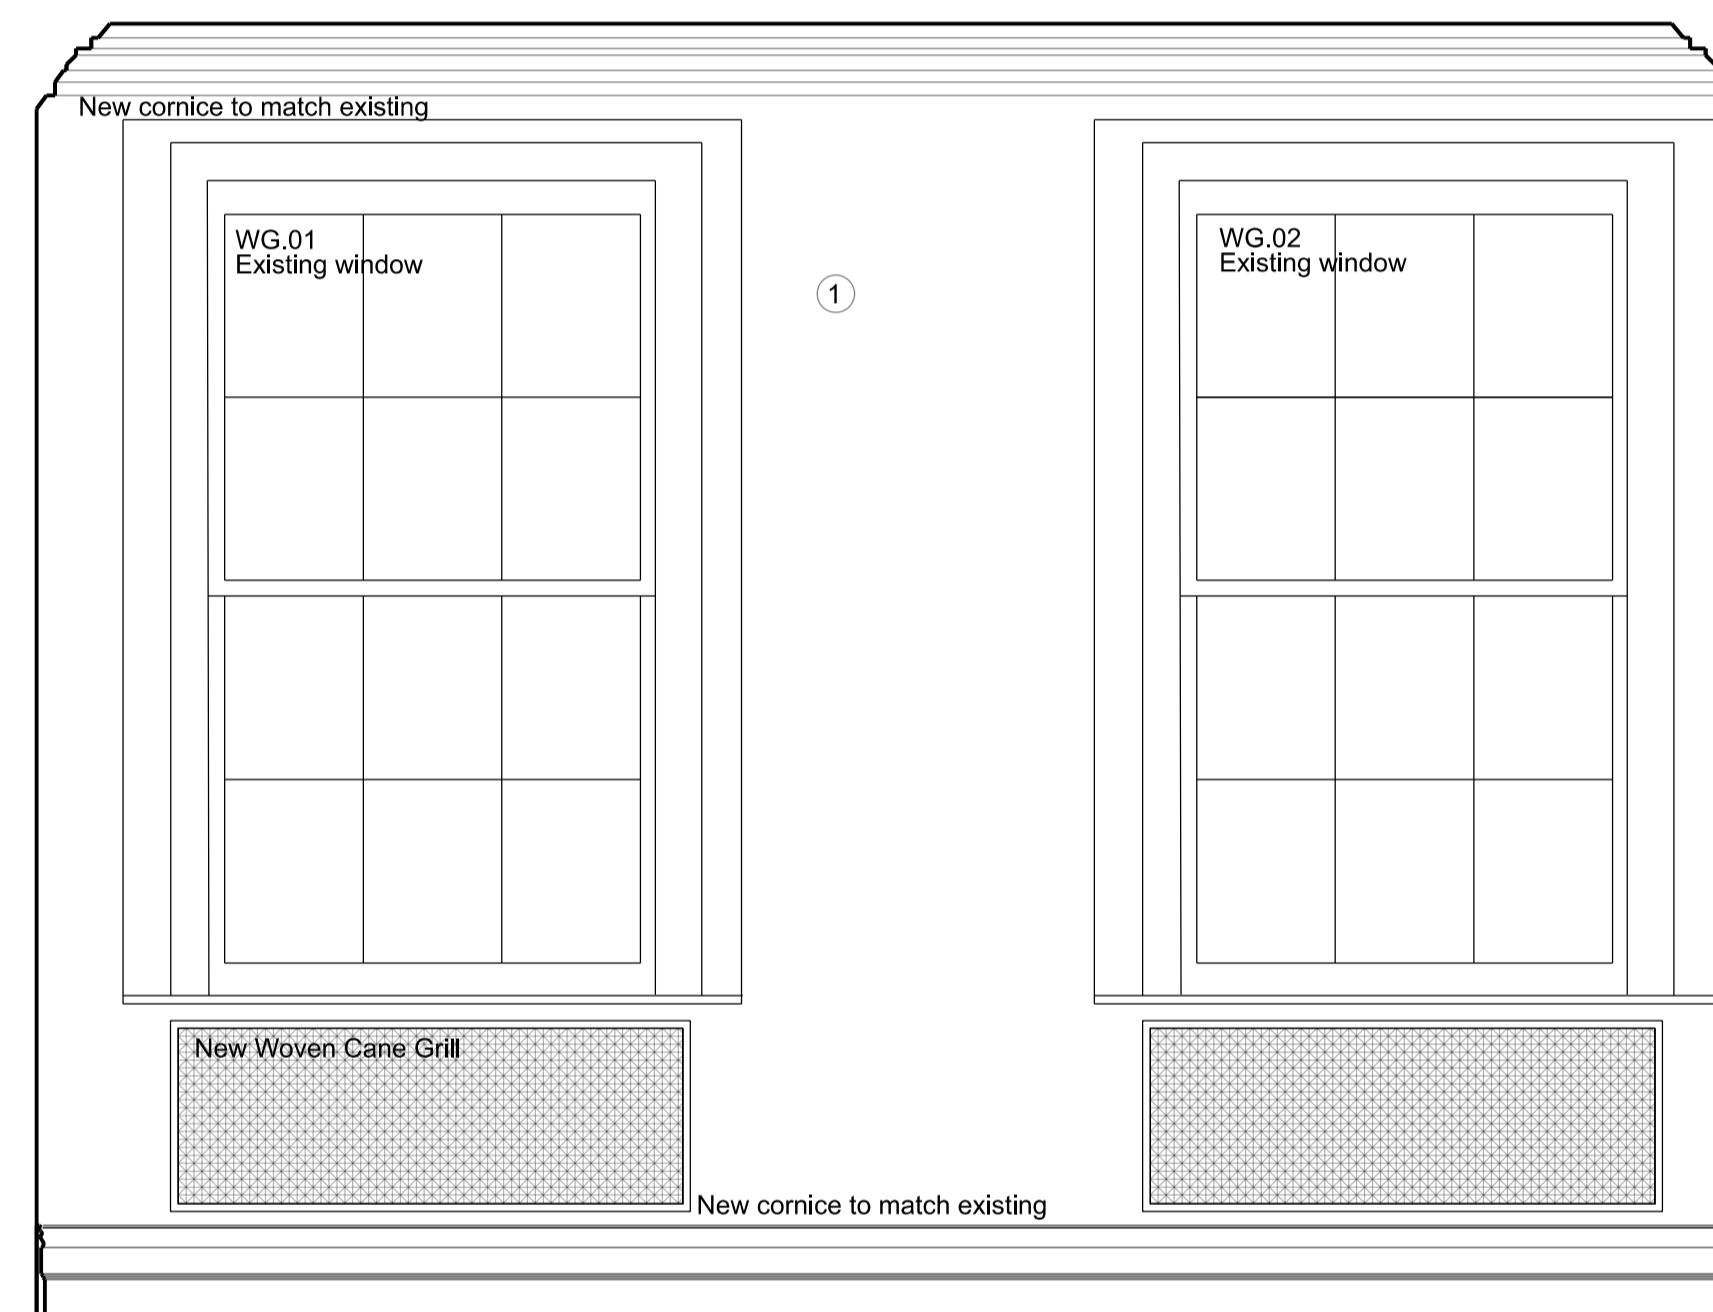 New cornice to match existing
WG.01
Existing window
WG.02
Existing window
1
New Woven Cane Grill
New cornice to match existing